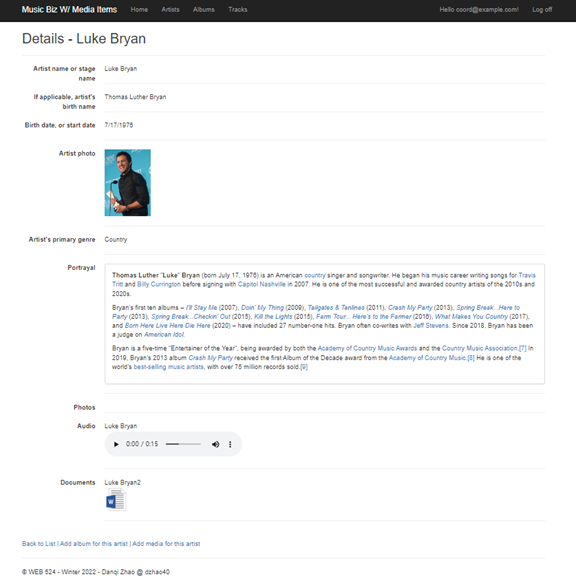 Music Biz W/ Media Items Home Artists Albums Tracks Hello coord@example.com! Log off
Details - Luke Bryan
Artist name or stage name Luke Bryan
If applicable, artist's birth name Thomas Luther Bryan
Birth date, or start date 7/17/1976
Artist photo
Artist's primary genre Country
Portrayal
Thomas Luther "Luke" Bryan (born July 17, 1976) is an American country singer and songwriter. He began his music career writing songs for Travis
Tritt and Billy Currington before signing with Capitol Nashville in 2007. He is one of the most successful and awarded country artists of the 2010s and
2020s.
Bryan's first ten albums – I'll Stay Me (2007), Doin' My Thing (2009), Tailgates & Tanlines (2011), Crash My Party (2013), Spring Break...Here to
Party (2013), Spring Break...Checkin' Out (2015), Kill the Lights (2015), Farm Tour... Here's to the Farmer (2016), What Makes You Country (2017),
and Born Here Live Here Die Here (2020) – have included 27 number-one hits. Bryan often co-writes with Jeff Stevens. Since 2018, Bryan has been
a judge on American Idol.
Bryan is a five-time "Entertainer of the Year", being awarded by both the Academy of Country Music Awards and the Country Music Association.[7] In
2019, Bryan's 2013 album Crash My Party received the first Album of the Decade award from the Academy of Country Music.[8] He is one of the
world's best-selling music artists, with over 75 million records sold.[9]
Photos
Audio Luke Bryan
0:00 / 0:15
Documents Luke Bryan2
W
Back to List | Add album for this artist | Add media for this artist
© WEB 524 - Winter 2022 - Danqi Zhao @ dzhao40